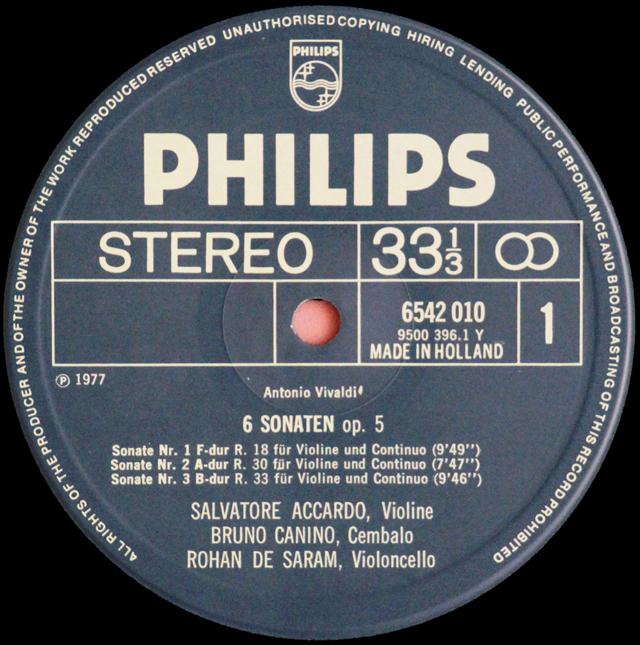 ALL RIGHTS OF THE PRODUCER AND OF THE OWNER OF THE WORK REPRODUCED RESERVED UNAUTHORISED COPYING HIRING LENDING PUBLIC PERFORMANCE AND BROADCASTING OF THIS RECORD PROHIBITED
PHILIPS
PHILIPS
STEREO 33 1/3
6542 010
9500 396.1 Y
MADE IN HOLLAND
1
℗ 1977
Antonio Vivaldi
6 SONATEN op. 5
Sonate Nr. 1 F-dur R. 18 für Violine und Continuo (9'49'')
Sonate Nr. 2 A-dur R. 30 für Violine und Continuo (7'47'')
Sonate Nr. 3 B-dur R. 33 für Violine und Continuo (9'46'')
SALVATORE ACCARDO, Violine
BRUNO CANINO, Cembalo
ROHAN DE SARAM, Violoncello